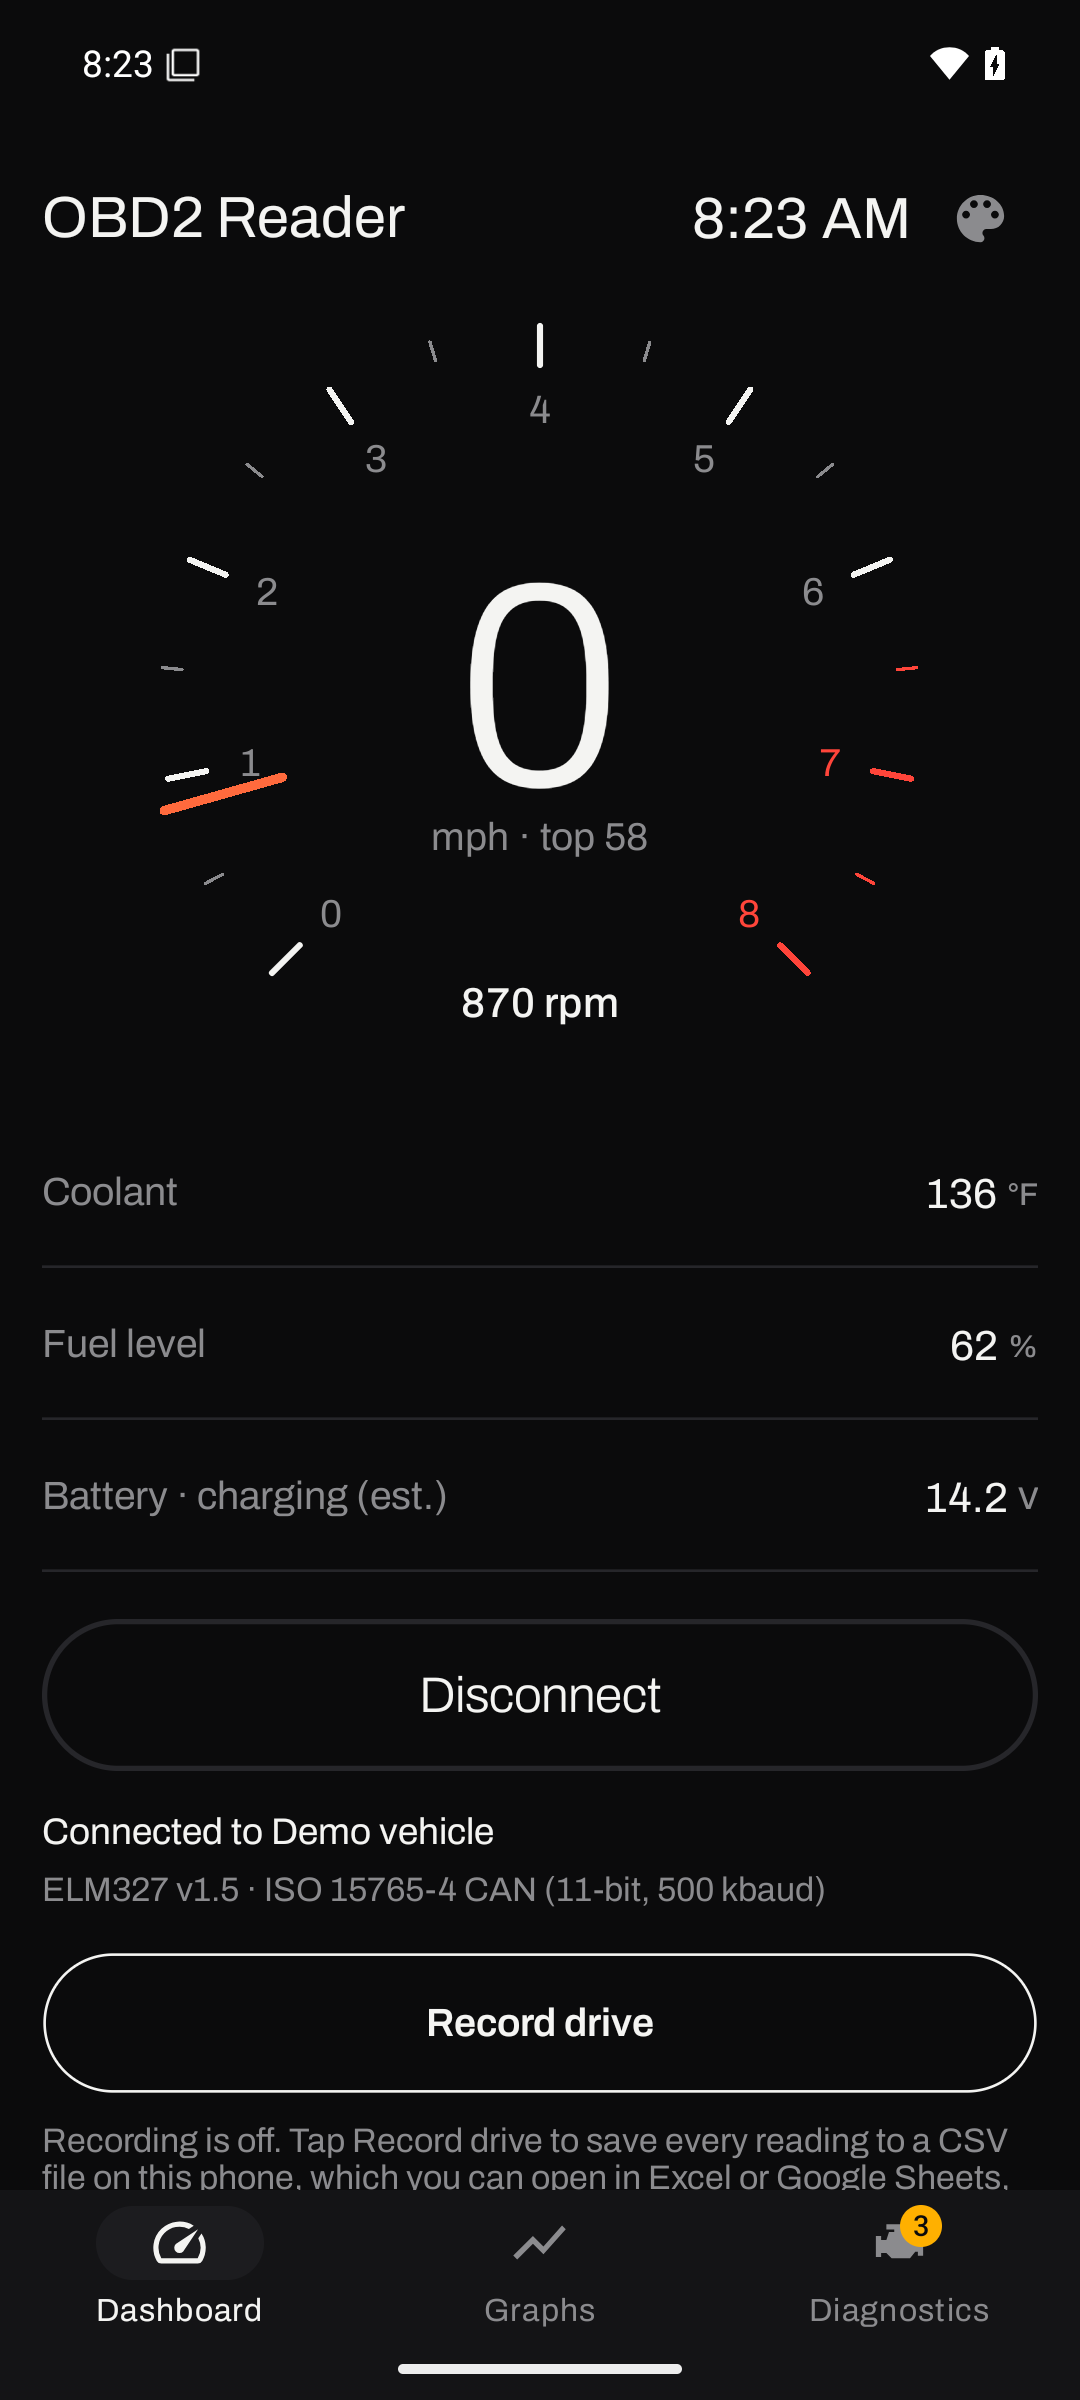 8:23
OBD2 Reader
8:23 AM
4
3
5
2
6
0
1
7
mph · top 58
0
8
870 rpm
Coolant
136 °F
Fuel level
62 %
Battery · charging (est.)
14.2 V
Disconnect
Connected to Demo vehicle
ELM327 v1.5 · ISO 15765-4 CAN (11-bit, 500 kbaud)
Record drive
Recording is off. Tap Record drive to save every reading to a CSV
file on this phone, which you can open in Excel or Google Sheets,
3
Dashboard
Graphs
Diagnostics